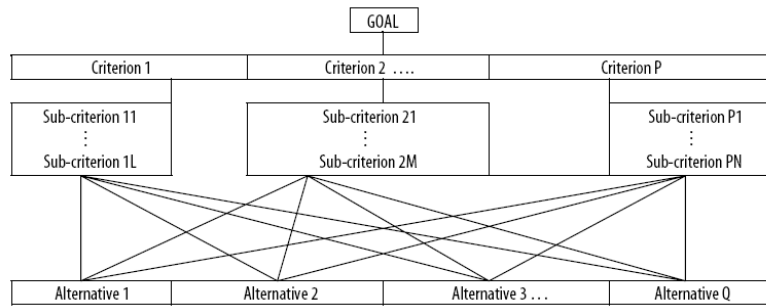 GOAL
Criterion 1 Criterion 2 .... Criterion P
Sub-criterion 11 Sub-criterion 21 Sub-criterion P1
⋮ ⋮ ⋮
Sub-criterion 1L Sub-criterion 2M Sub-criterion PN
Alternative 1 Alternative 2 Alternative 3 ... Alternative Q